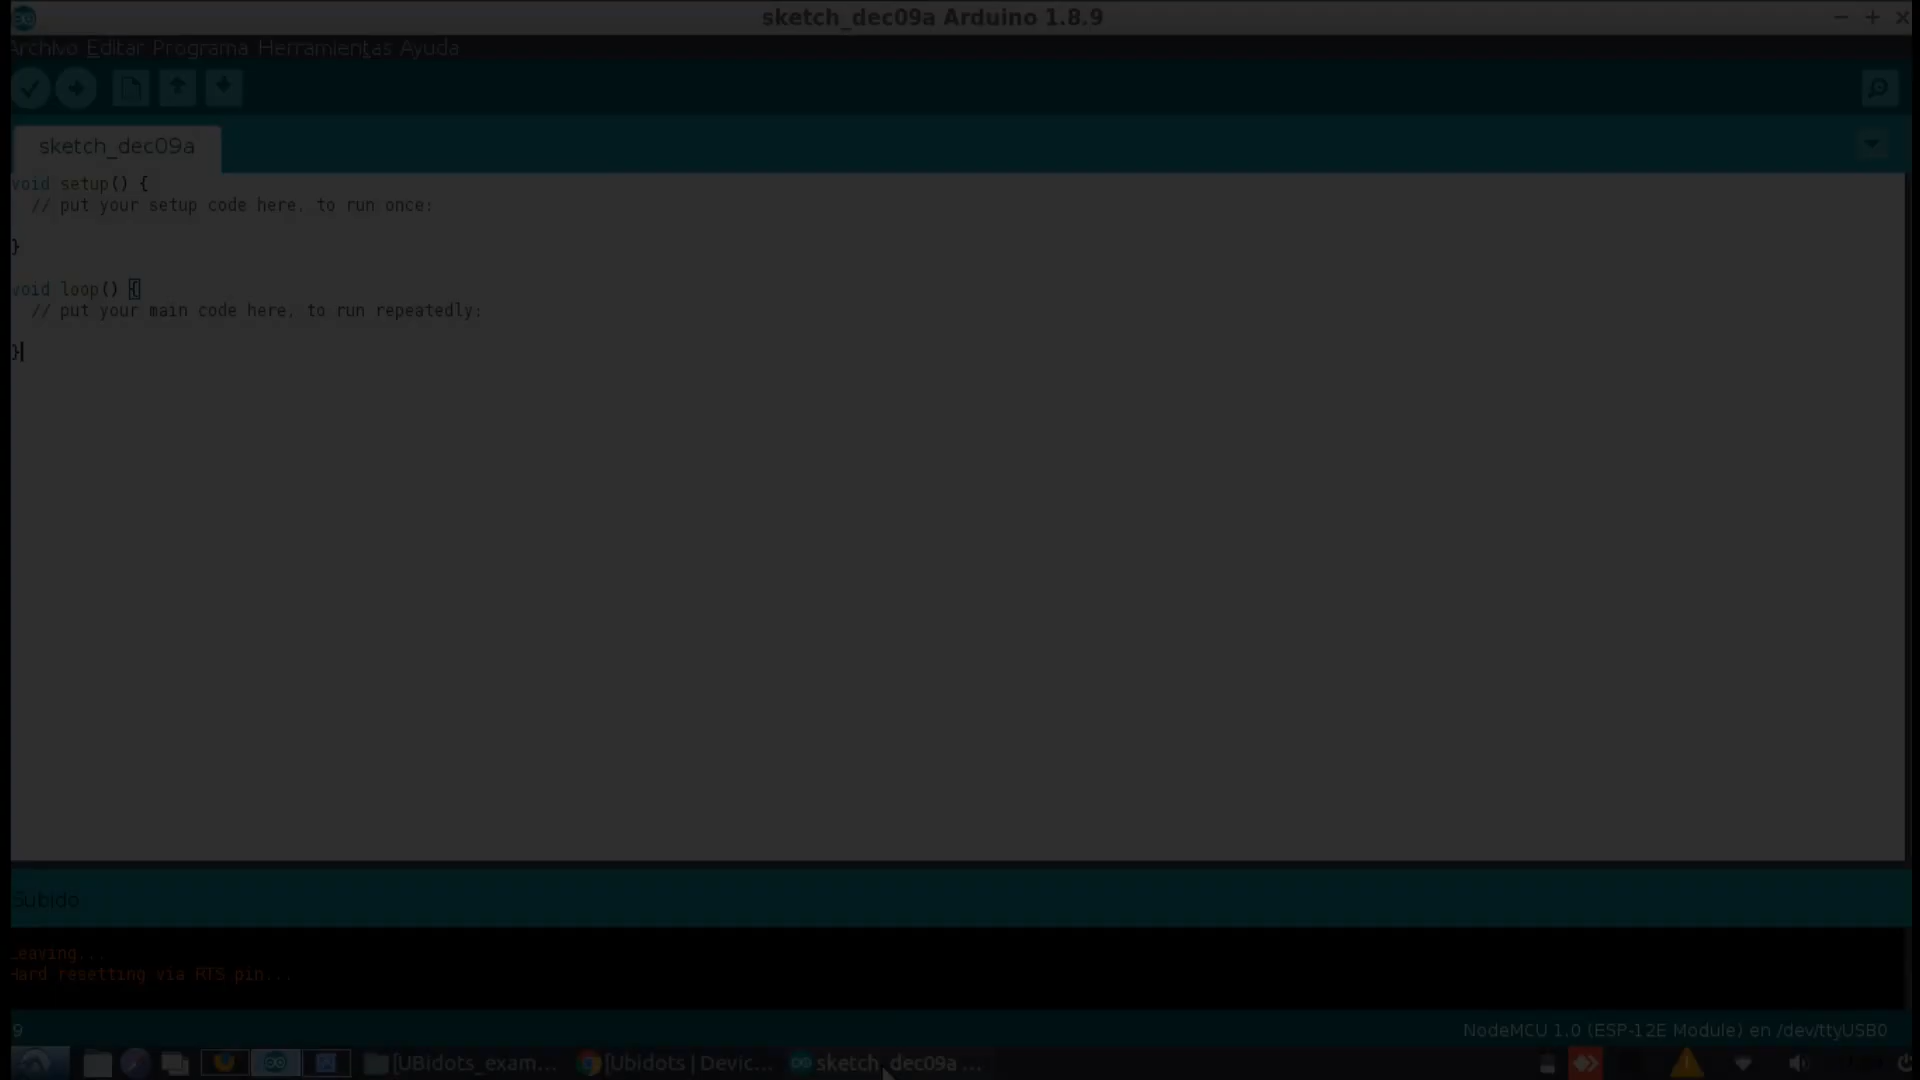 sketch_dec09a Arduino 1.8.9
Archivo Editar Programa Herramientas Ayuda
sketch_dec09a
void setup() {
// put your setup code here, to run once:
}
void loop() {
// put your main code here, to run repeatedly:
}
Subido
Leaving...
Hard resetting via RTS pin...
9
NodeMCU 1.0 (ESP-12E Module) en /dev/ttyUSB0
[UBidots_exam...
[Ubidots | Devic...
sketch_dec09a ...